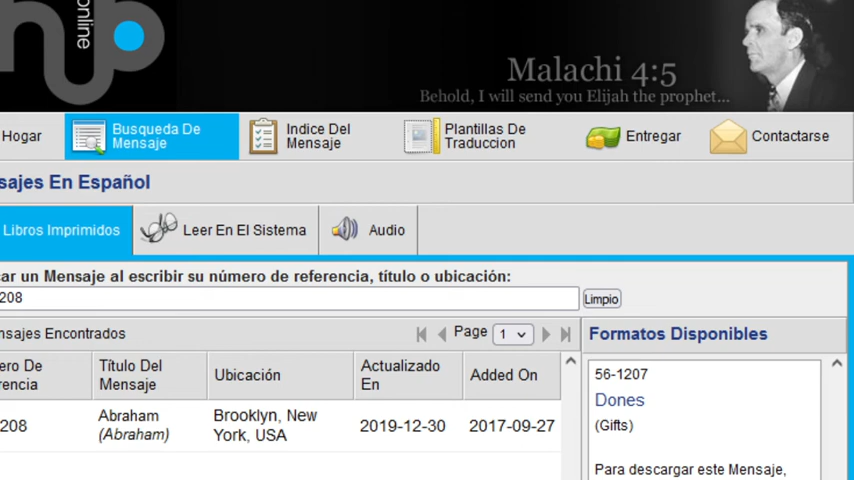 online
Malachi 4:5
Behold, I will send you Elijah the prophet...
Hogar
Busqueda De
Mensaje
Indice Del
Mensaje
Plantillas De
Traduccion
Entregar
Contactarse
sajes En Español
Libros Imprimidos
Leer En El Sistema
Audio
car un Mensaje al escribir su número de referencia, título o ubicación:
208
Limpio
nsajes Encontrados
Page 1
Formatos Disponibles
ero De
rencia
Título Del
Mensaje
Ubicación
Actualizado
En
Added On
208
Abraham
(Abraham)
Brooklyn, New
York, USA
2019-12-30
2017-09-27
56-1207
Dones
(Gifts)
Para descargar este Mensaje,